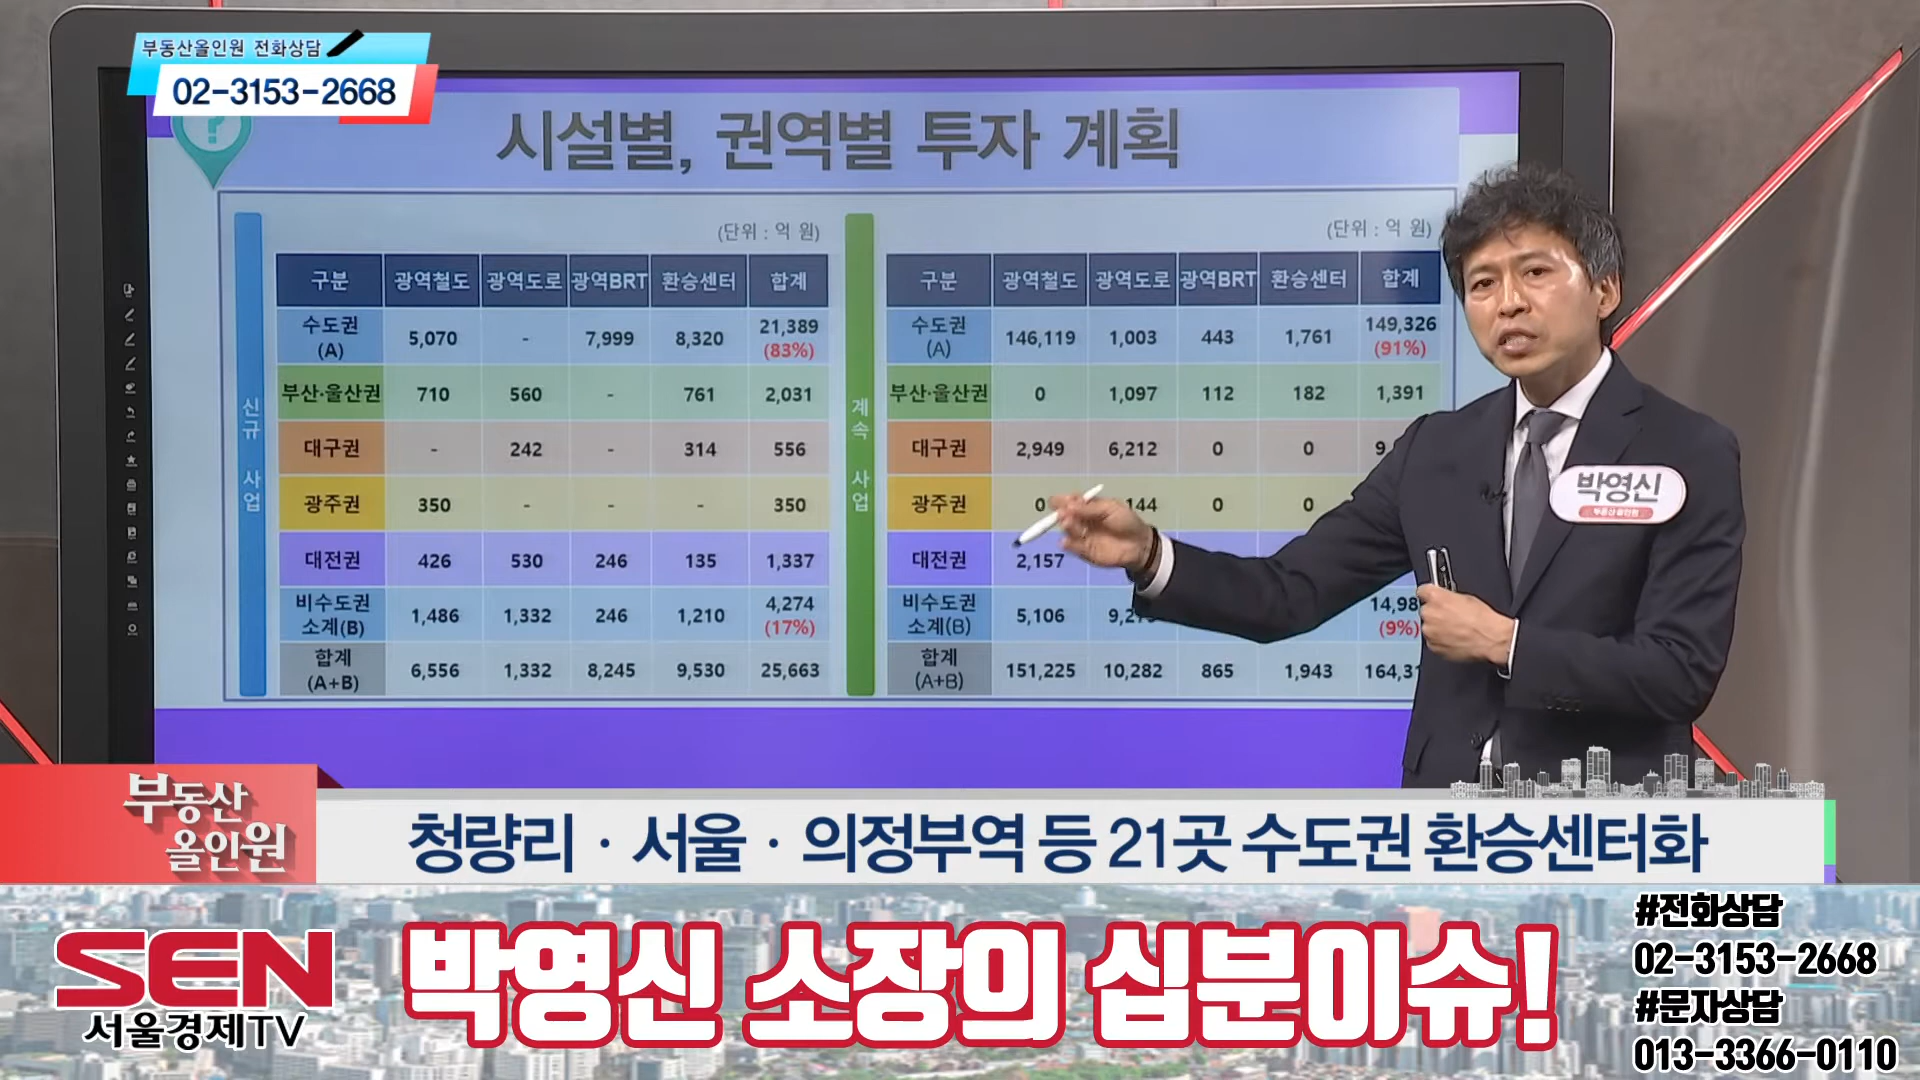 부동산올인원 전화상담
02-3153-2668
시설별, 권역별 투자 계획
신규 사업
(단위 : 억 원)
구분 광역철도 광역도로 광역BRT 환승센터 합계
수도권 (A) 5,070 - 7,999 8,320 21,389 (83%)
부산·울산권 710 560 - 761 2,031
대구권 - 242 - 314 556
광주권 350 - - - 350
대전권 426 530 246 135 1,337
비수도권 소계(B) 1,486 1,332 246 1,210 4,274 (17%)
합계 (A+B) 6,556 1,332 8,245 9,530 25,663
계속 사업
(단위 : 억 원)
구분 광역철도 광역도로 광역BRT 환승센터 합계
수도권 (A) 146,119 1,003 443 1,761 149,326 (91%)
부산·울산권 0 1,097 112 182 1,391
대구권 2,949 6,212 0 0
광주권 0 144 0 0
대전권 2,157
비수도권 소계(B) 5,106 (9%)
합계 (A+B) 151,225 10,282 865 1,943
박영신
부동산 올인원
부동산
올인원
청량리 · 서울 · 의정부역 등 21곳 수도권 환승센터화
SEN
서울경제TV
박영신 소장의 십분이슈!
#전화상담
02-3153-2668
#문자상담
013-3366-0110